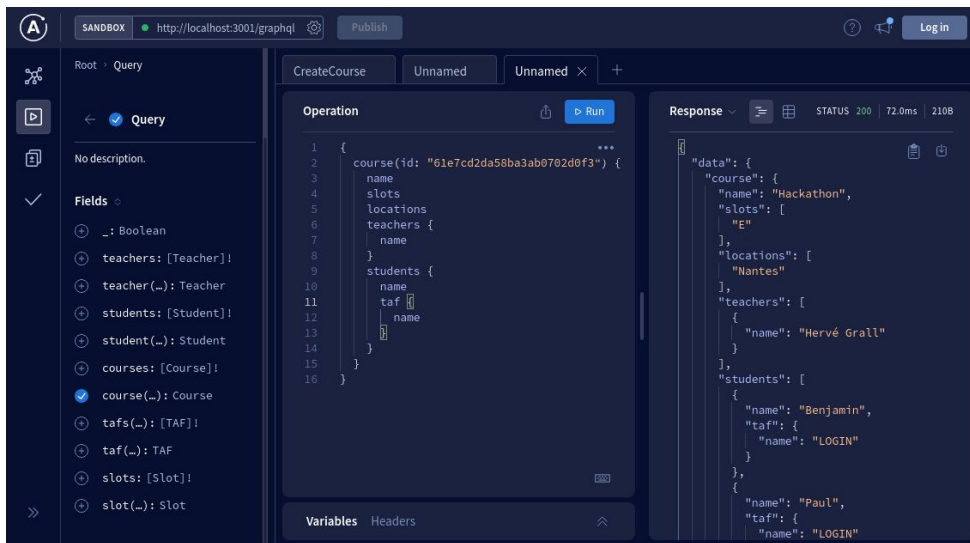 SANDBOX http://localhost:3001/graphql Publish Log in
Root > Query
Query
No description.
Fields
_: Boolean
teachers: [Teacher]!
teacher(…): Teacher
students: [Student]!
student(…): Student
courses: [Course]!
course(…): Course
tafs(…): [TAF]!
taf(…): TAF
slots: [Slot]!
slot(…): Slot
CreateCourse Unnamed Unnamed × +
Operation Run
1 {
2 course(id: "61e7cd2da58ba3ab0702d0f3") {
3 name
4 slots
5 locations
6 teachers {
7 name
8 }
9 students {
10 name
11 taf {
12 name
13 }
14 }
15 }
16 }
Variables Headers
Response STATUS 200 72.0ms 210B
{
"data": {
"course": {
"name": "Hackathon",
"slots": [
"E"
],
"locations": [
"Nantes"
],
"teachers": [
{
"name": "Hervé Grall"
}
],
"students": [
{
"name": "Benjamin",
"taf": {
"name": "LOGIN"
}
},
{
"name": "Paul",
"taf": {
"name": "LOGIN"